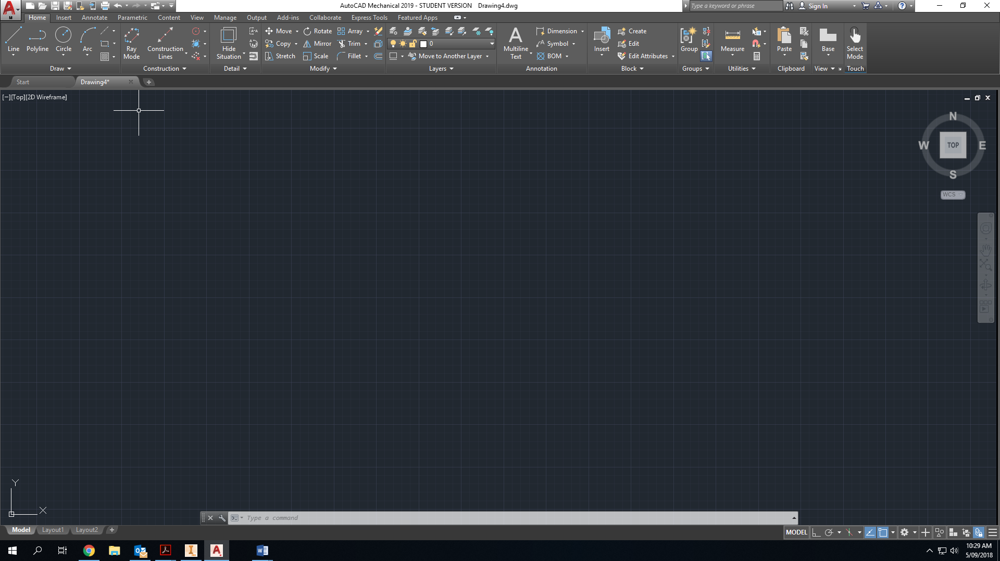 AutoCAD Mechanical 2019 - STUDENT VERSION    Drawing4.dwg
Type a keyword or phrase
Sign In
M
Home Insert Annotate Parametric Content View Manage Output Add-ins Collaborate Express Tools Featured Apps
Line
Polyline
Circle
Arc
Draw
Ray
Mode
Construction
Lines
Construction
Hide
Situation
Detail
Move Rotate Array
Copy Mirror Trim
Stretch Scale Fillet
Modify
0
Move to Another Layer
Layers
Multiline
Text
Dimension
Symbol
BOM
Annotation
Insert
Create
Edit
Edit Attributes
Block
Group
Groups
Measure
Utilities
Paste
Clipboard
Base
View
Select
Mode
Touch
Start
Drawing4*
[−][Top][2D Wireframe]
N
W TOP E
S
WCS
Y
X
Type a command
Model Layout1 Layout2
MODEL
10:29 AM
5/09/2018